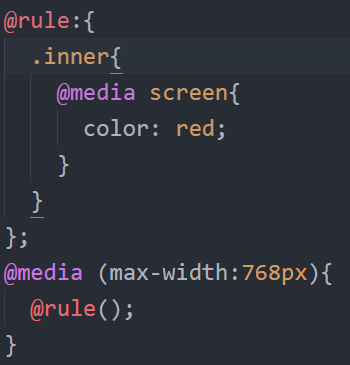 @rule:{
  .inner{
    @media screen{
      color: red;
    }
  }
};
@media (max-width:768px){
  @rule();
}